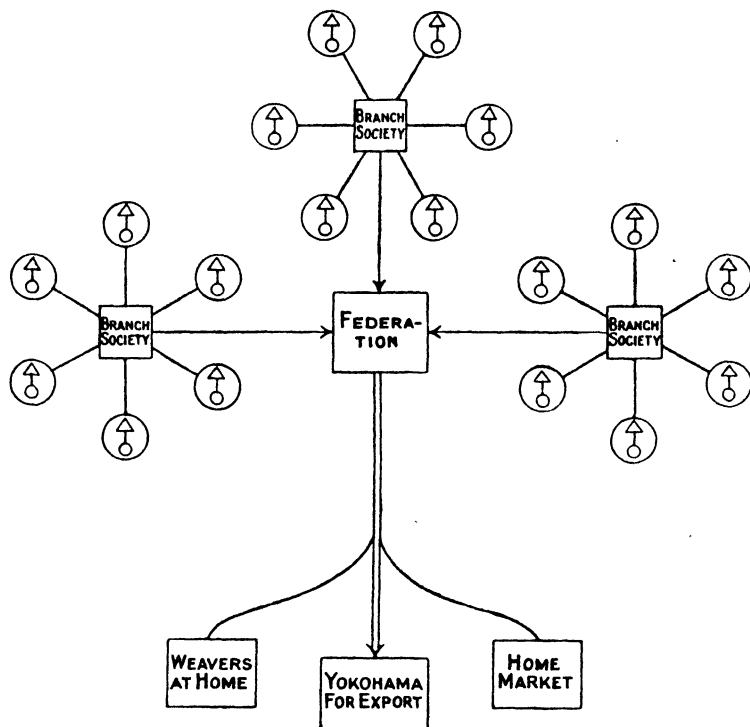 BRANCH
SOCIETY
FEDERA-
TION
BRANCH
SOCIETY
BRANCH
SOCIETY
WEAVERS
AT HOME
YOKOHAMA
FOR EXPORT
HOME
MARKET